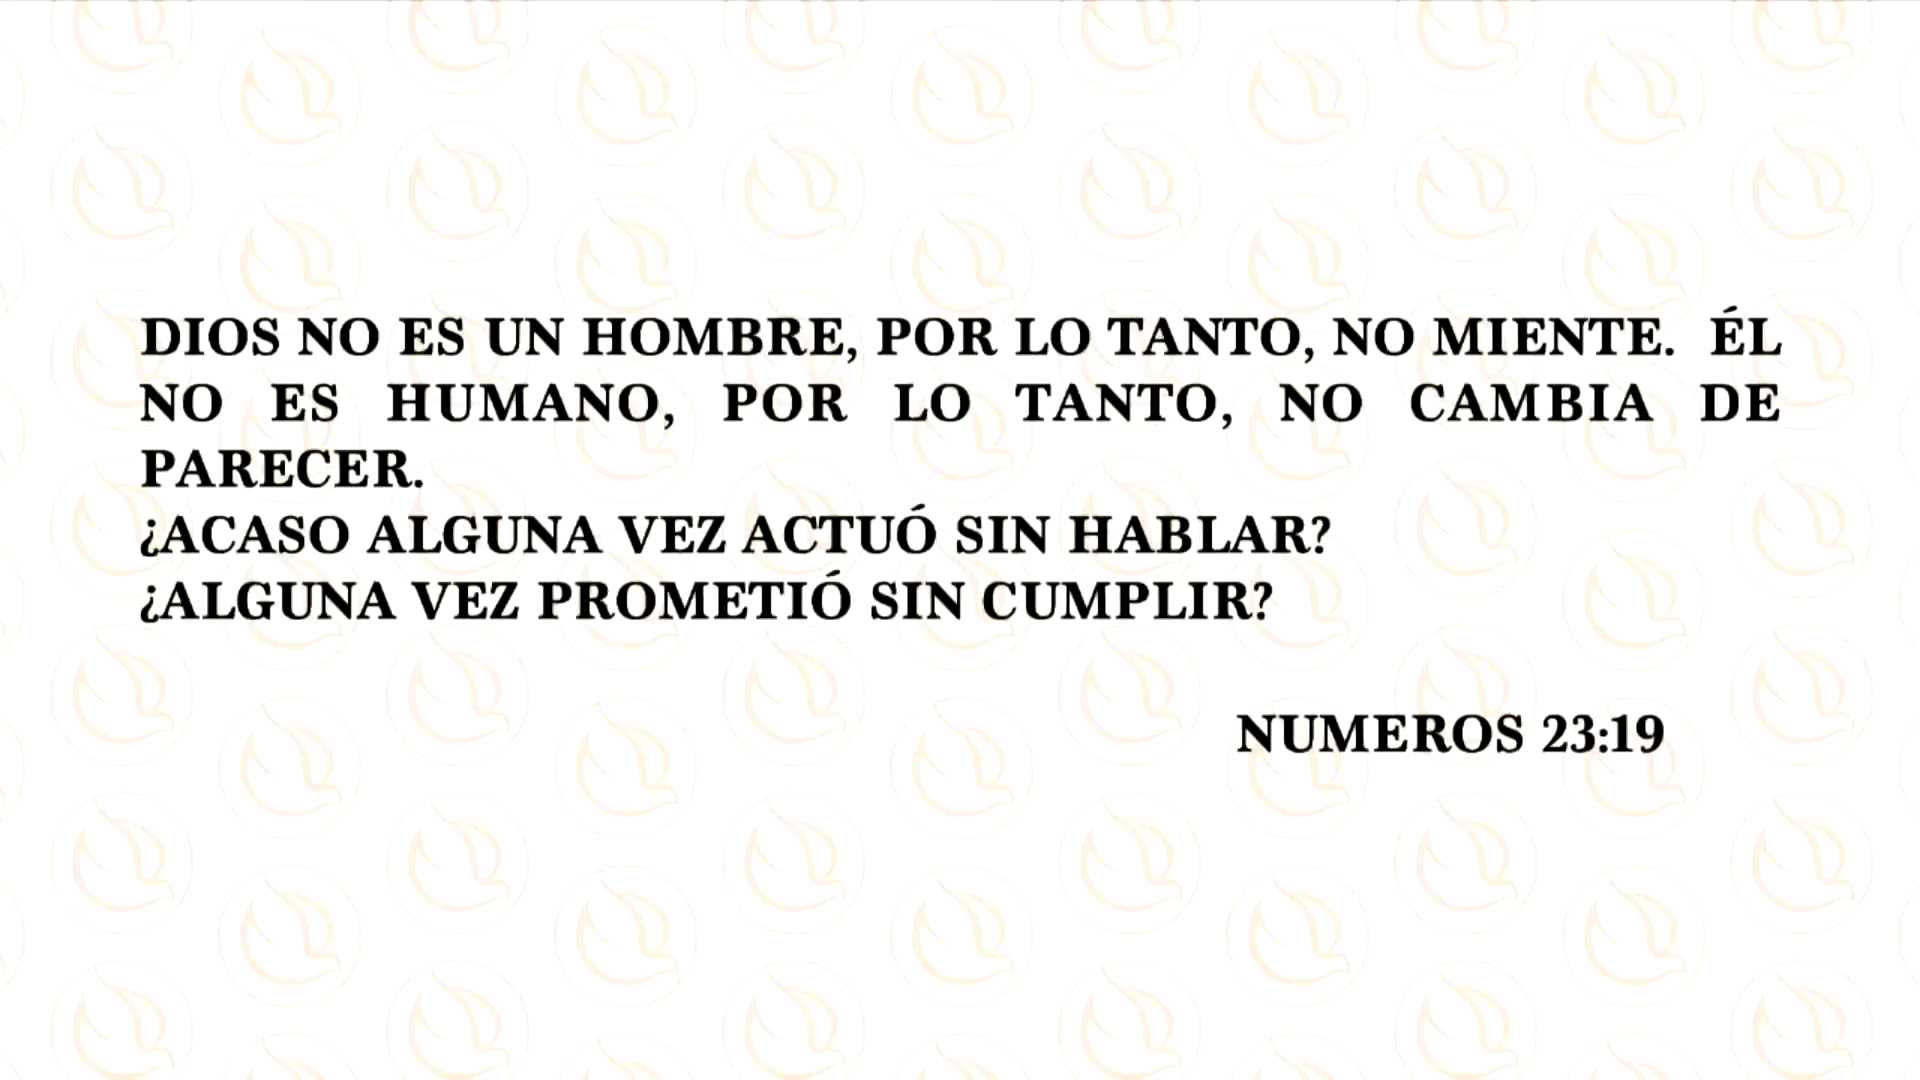 DIOS NO ES UN HOMBRE, POR LO TANTO, NO MIENTE. ÉL
NO ES HUMANO, POR LO TANTO, NO CAMBIA DE
PARECER.
¿ACASO ALGUNA VEZ ACTUÓ SIN HABLAR?
¿ALGUNA VEZ PROMETIÓ SIN CUMPLIR?
NUMEROS 23:19